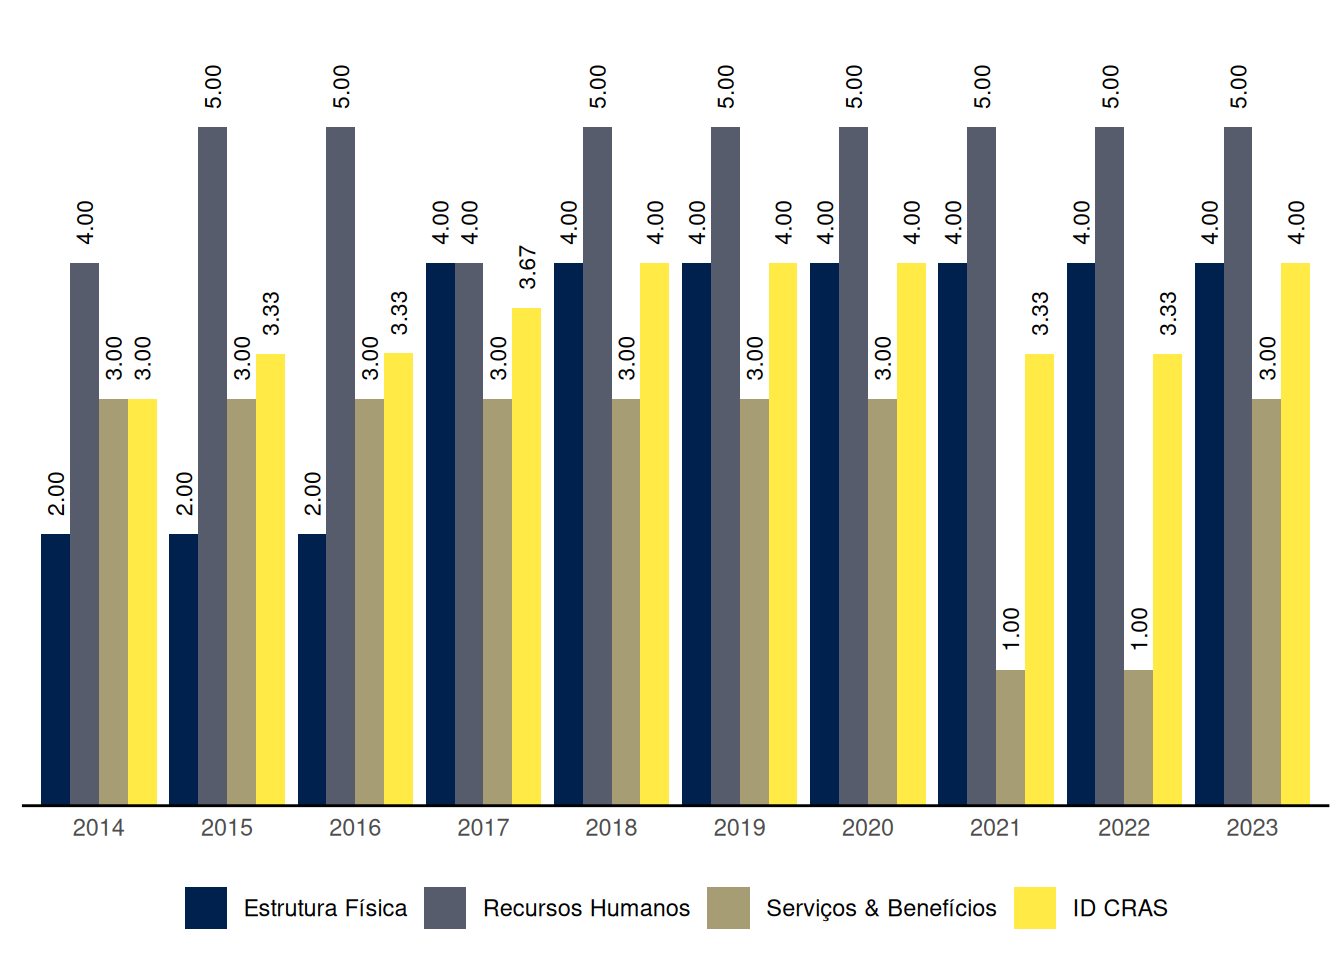 5.00 5.00 5.00 5.00 5.00 5.00 5.00 5.00
4.00 4.00 4.00 4.00 4.00 4.00 4.00 4.00 4.00 4.00 4.00 4.00 4.00 4.00
3.67
3.33 3.33 3.33 3.33
3.00 3.00 3.00 3.00 3.00 3.00 3.00 3.00 3.00
2.00 2.00 2.00
1.00 1.00
2014 2015 2016 2017 2018 2019 2020 2021 2022 2023
Estrutura Física Recursos Humanos Serviços & Benefícios ID CRAS